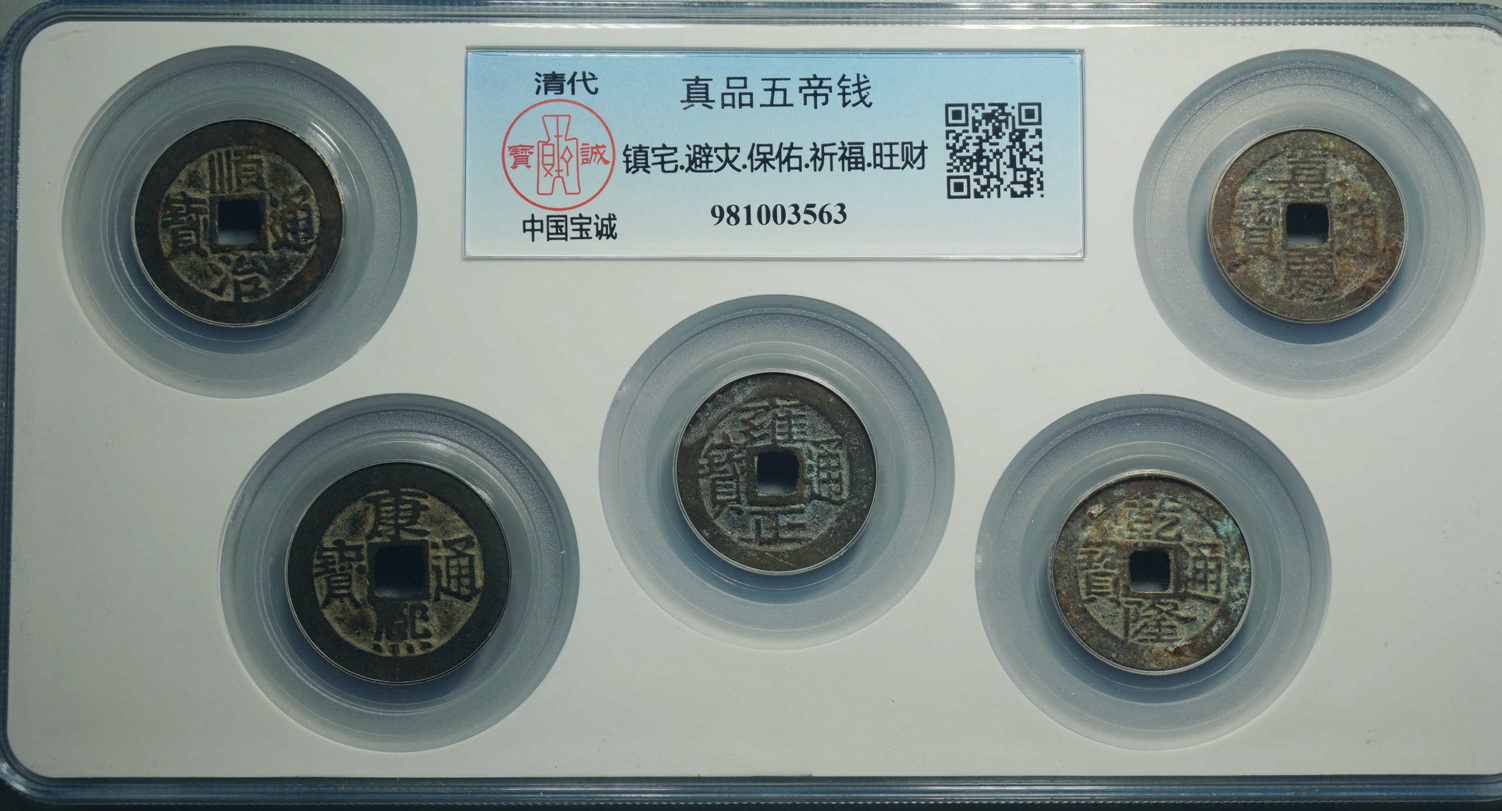 清代
寶誠
中国宝诚
真品五帝钱
镇宅.避灾.保佑.祈福.旺财
981003563
順治通寶
康熙通寶
雍正通寶
乾隆通寶
嘉慶通寶